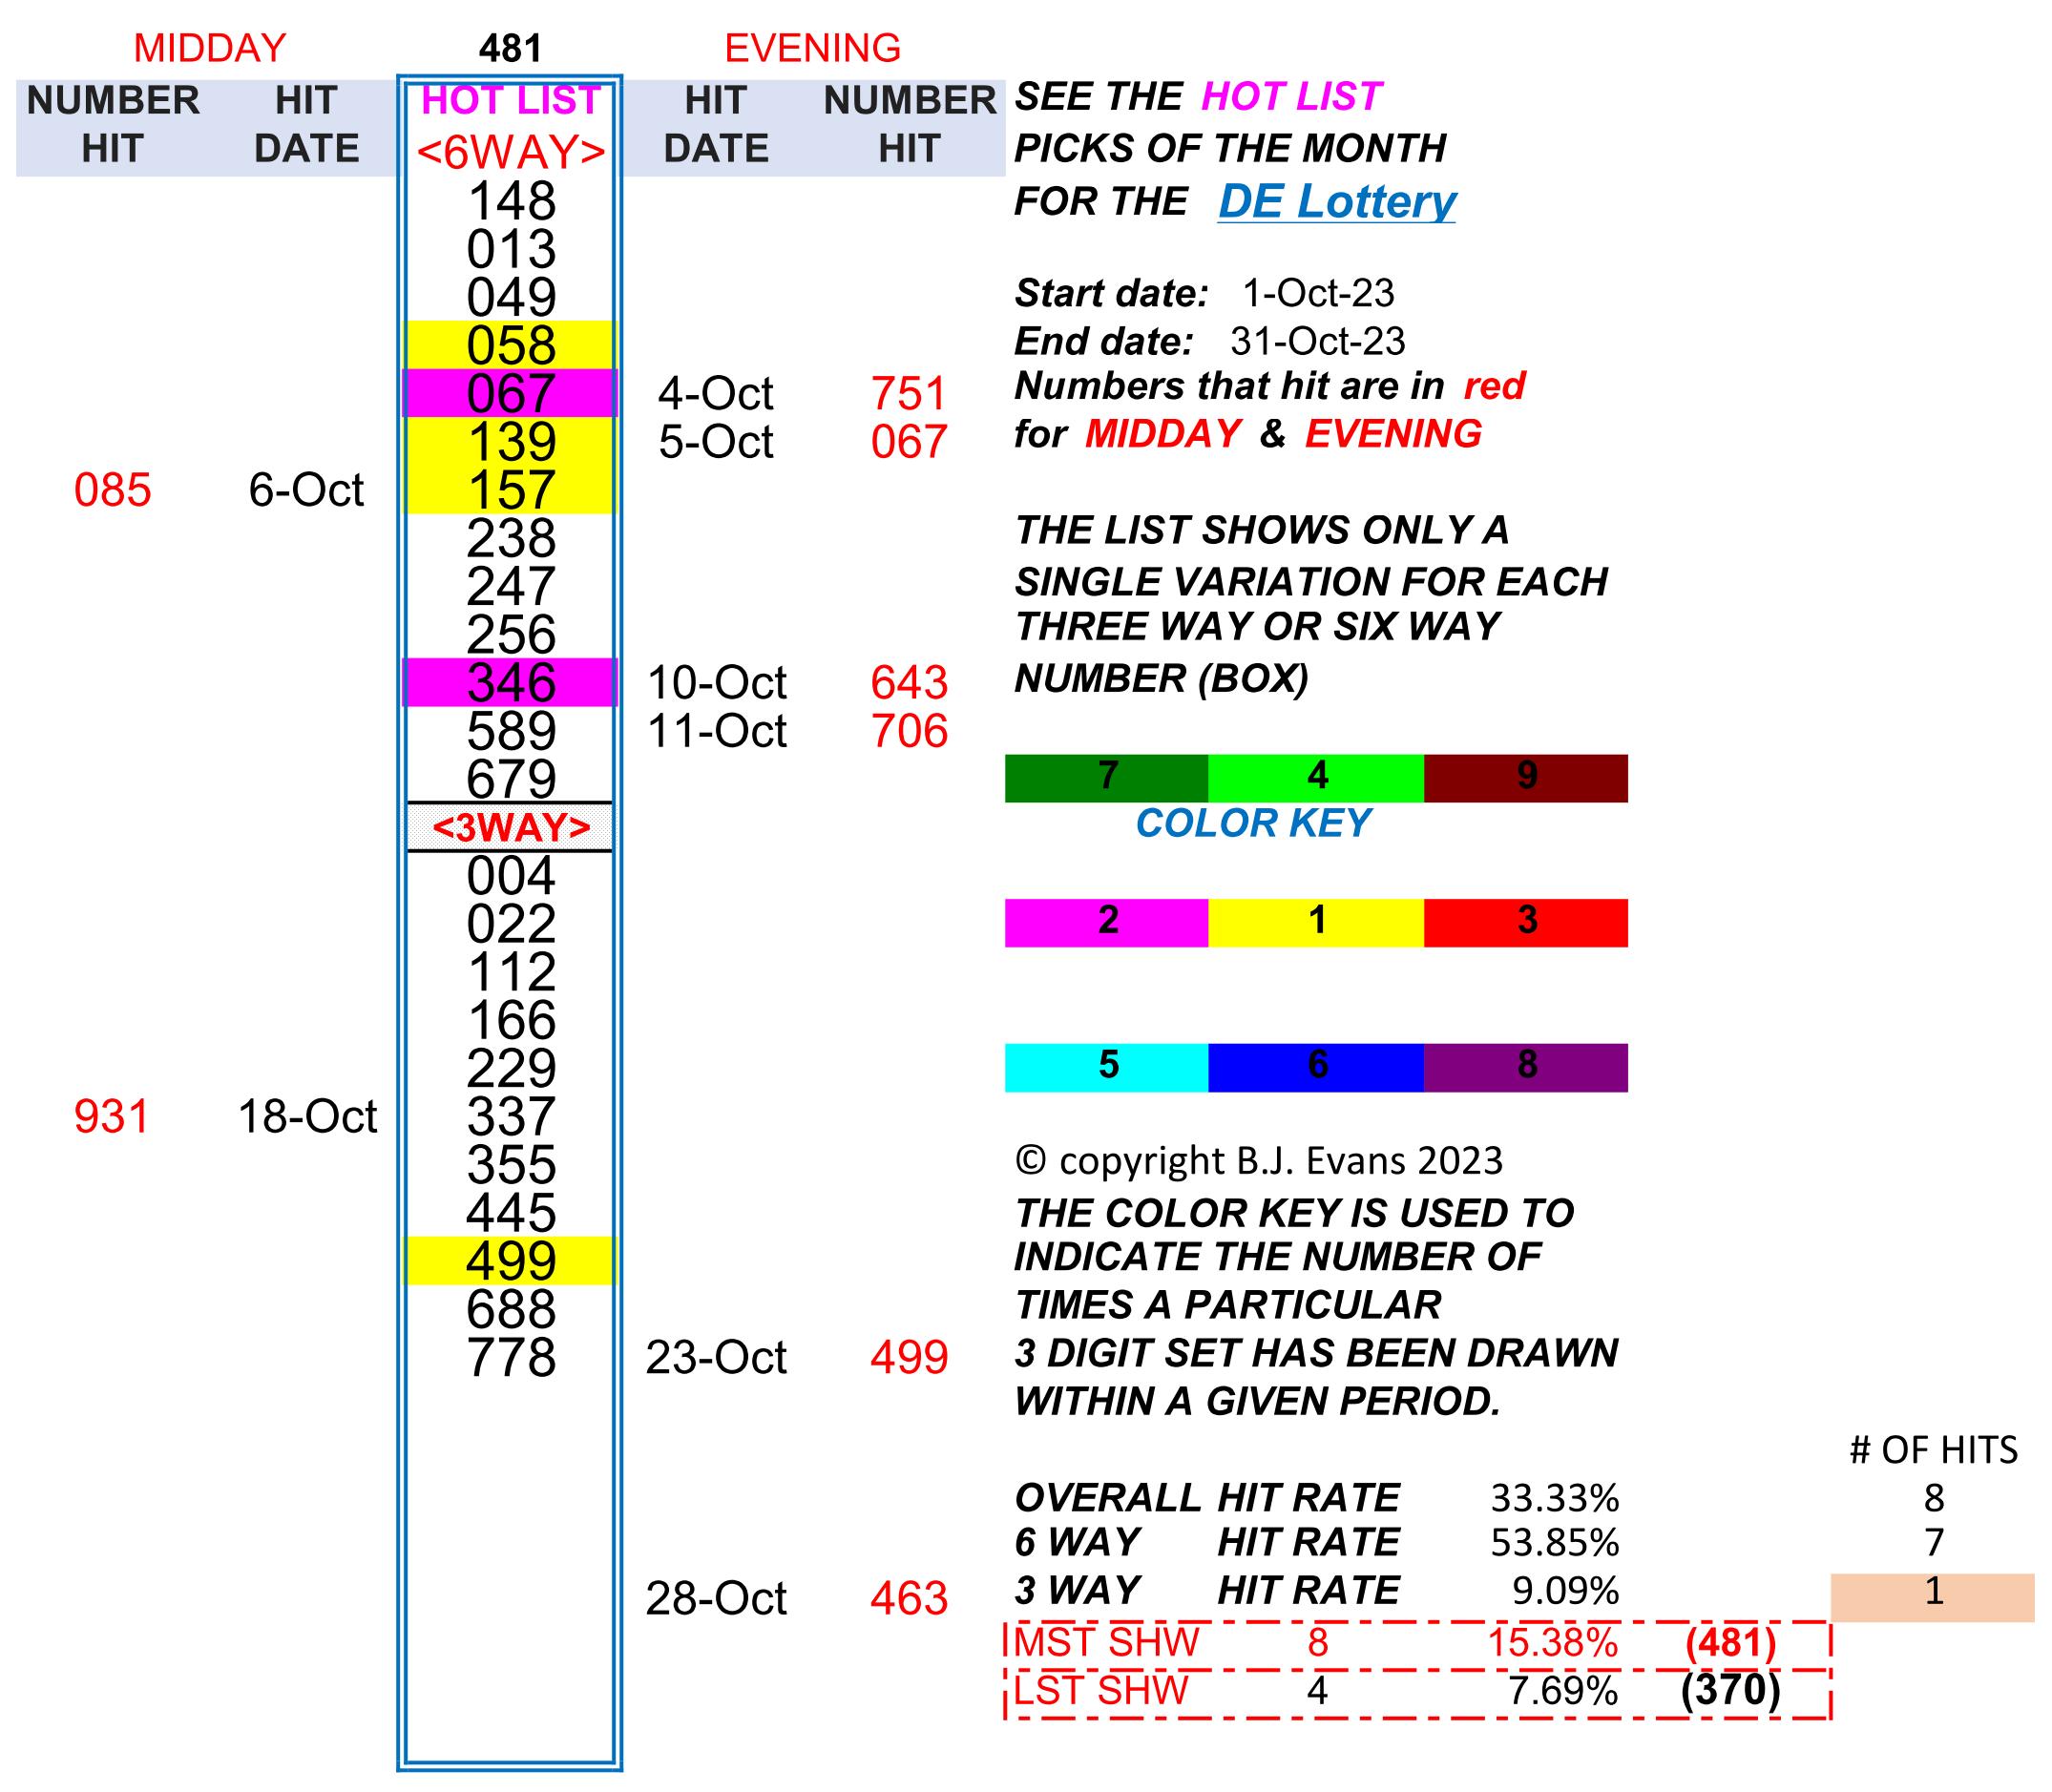 MIDDAY 481 EVENING
NUMBER HIT HOT LIST HIT NUMBER SEE THE HOT LIST
HIT DATE <6WAY> DATE HIT PICKS OF THE MONTH
148 FOR THE DE Lottery
013
049 Start date: 1-Oct-23
058 End date: 31-Oct-23
067 4-Oct 751 Numbers that hit are in red
139 5-Oct 067 for MIDDAY & EVENING
085 6-Oct 157
238 THE LIST SHOWS ONLY A
247 SINGLE VARIATION FOR EACH
256 THREE WAY OR SIX WAY
346 10-Oct 643 NUMBER (BOX)
589 11-Oct 706
679 7 4 9
<3WAY> COLOR KEY
004
022 2 1 3
112
166
229 5 6 8
931 18-Oct 337
355 © copyright B.J. Evans 2023
445 THE COLOR KEY IS USED TO
499 INDICATE THE NUMBER OF
688 TIMES A PARTICULAR
778 23-Oct 499 3 DIGIT SET HAS BEEN DRAWN
WITHIN A GIVEN PERIOD.
# OF HITS
OVERALL HIT RATE 33.33% 8
6 WAY HIT RATE 53.85% 7
28-Oct 463 3 WAY HIT RATE 9.09% 1
MST SHW 8 15.38% (481)
LST SHW 4 7.69% (370)